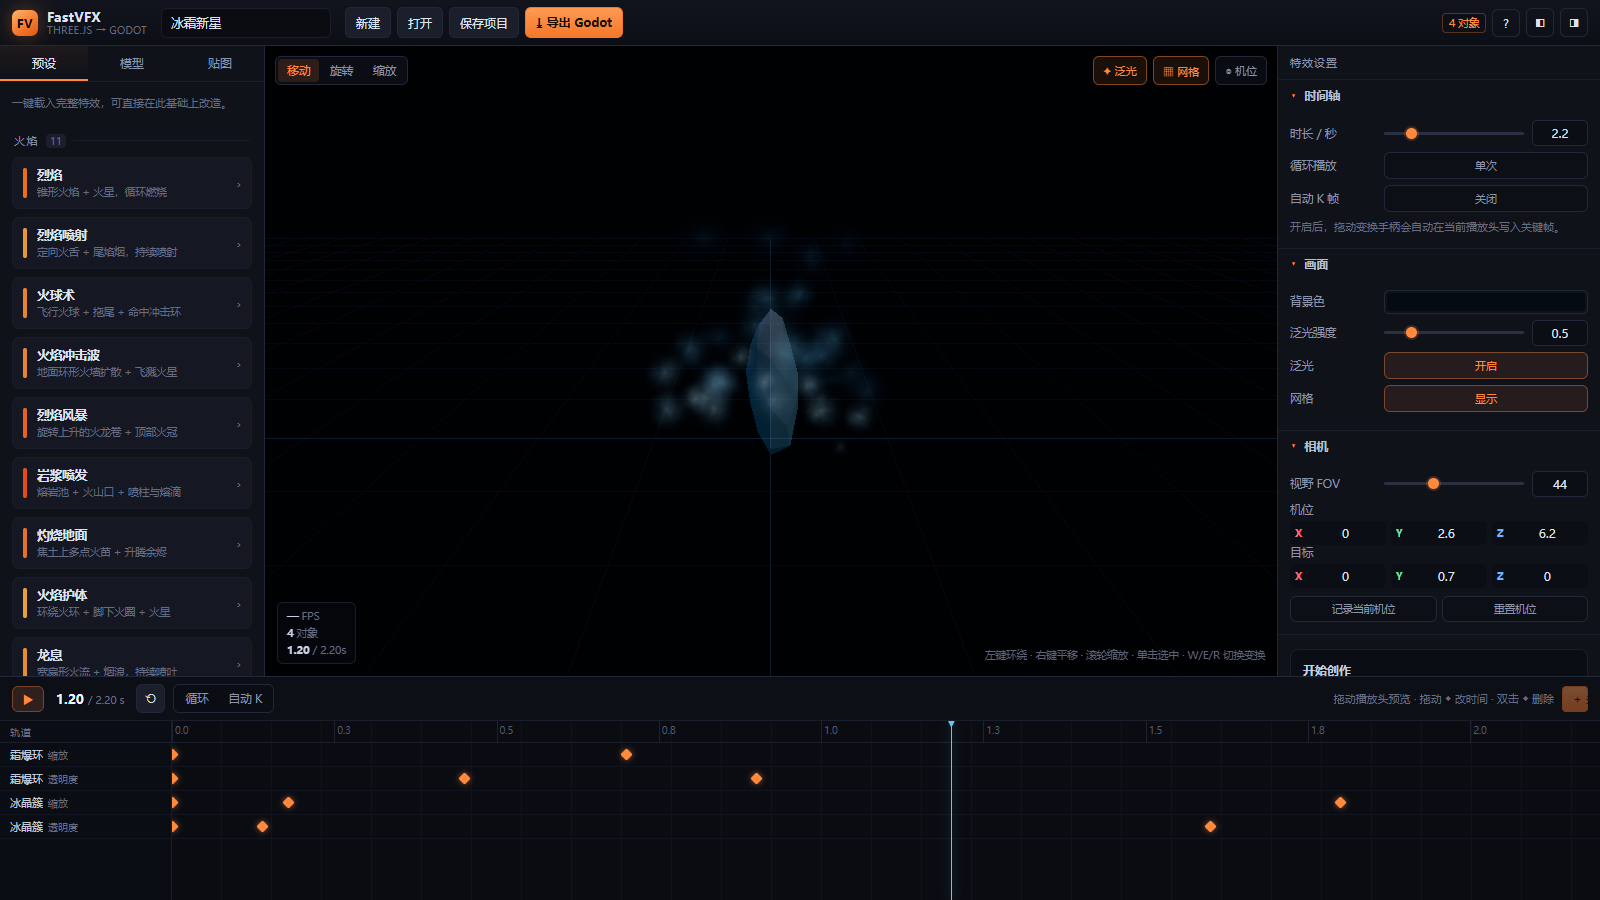 FV
FastVFX
THREE.JS → GODOT
冰霜新星
新建
打开
保存项目
⤓ 导出 Godot
4 对象
?
预设
模型
贴图
一键载入完整特效，可直接在此基础上改造。
火焰 11
烈焰
锥形火焰 + 火星，循环燃烧
烈焰喷射
定向火舌 + 尾焰烟，持续喷射
火球术
飞行火球 + 拖尾 + 命中冲击环
火焰冲击波
地面环形火墙扩散 + 飞溅火星
烈焰风暴
旋转上升的火龙卷 + 顶部火冠
岩浆喷发
熔岩池 + 火山口 + 喷柱与熔滴
灼烧地面
焦土上多点火苗 + 升腾余烬
火焰护体
环绕火环 + 脚下火圈 + 火星
龙息
宽扇形火流 + 烟浪，持续喷吐
移动
旋转
缩放
✦ 泛光
▦ 网格
⌖ 机位
— FPS
4 对象
1.20 / 2.20s
左键环绕 · 右键平移 · 滚轮缩放 · 单击选中 · W/E/R 切换变换
特效设置
时间轴
时长 / 秒 2.2
循环播放 单次
自动 K 帧 关闭
开启后，拖动变换手柄会自动在当前播放头写入关键帧。
画面
背景色
泛光强度 0.5
泛光 开启
网格 显示
相机
视野 FOV 44
机位
X 0 Y 2.6 Z 6.2
目标
X 0 Y 0.7 Z 0
记录当前机位
重置机位
开始创作
1.20 / 2.20 s
循环
自动 K
拖动播放头预览 · 拖动 ◆ 改时间 · 双击 ◆ 删除
+
轨道
0.0 0.3 0.5 0.8 1.0 1.3 1.5 1.8 2.0
霜爆环 缩放
霜爆环 透明度
冰晶簇 缩放
冰晶簇 透明度